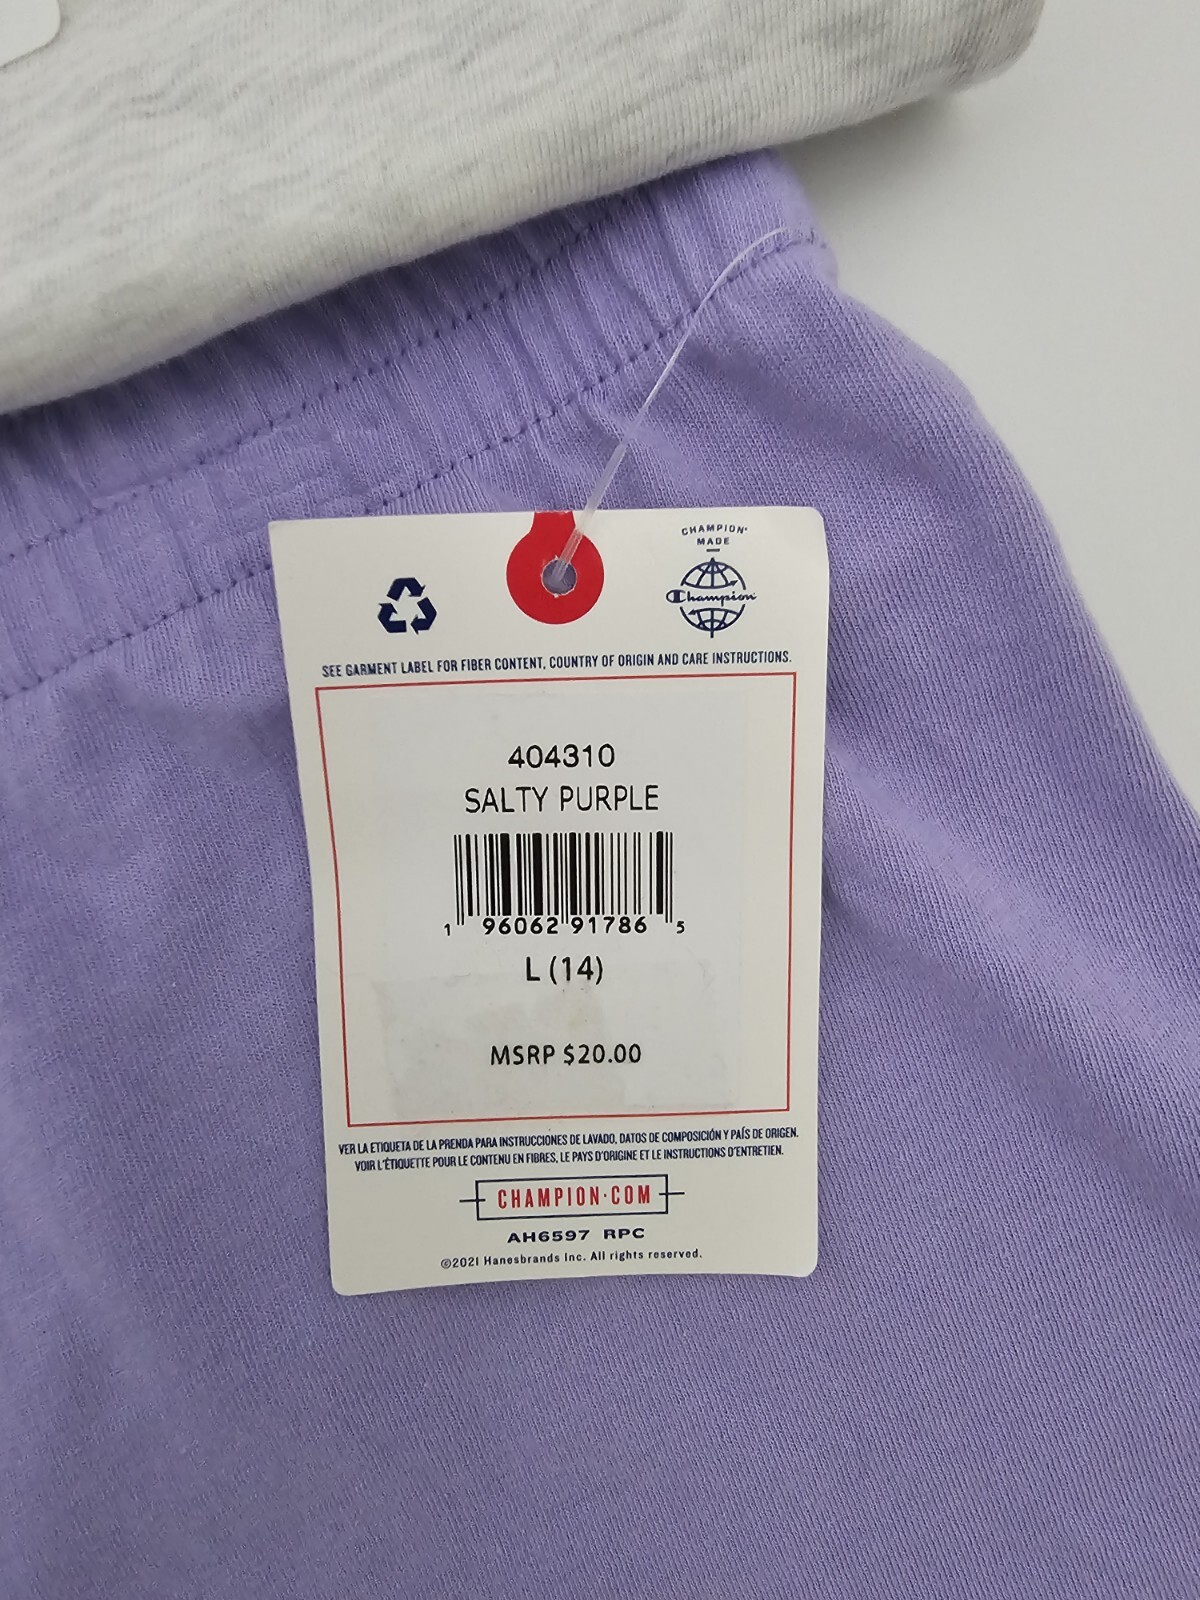 CHAMPION®
MADE
Champion
SEE GARMENT LABEL FOR FIBER CONTENT, COUNTRY OF ORIGIN AND CARE INSTRUCTIONS.
404310
SALTY PURPLE
1 96062 91786 5
L (14)
MSRP $20.00
VER LA ETIQUETA DE LA PRENDA PARA INSTRUCCIONES DE LAVADO, DATOS DE COMPOSICIÓN Y PAÍS DE ORIGEN.
VOIR L'ÉTIQUETTE POUR LE CONTENU EN FIBRES, LE PAYS D'ORIGINE ET LE INSTRUCTIONS D'ENTRETIEN.
CHAMPION·COM
AH6597 RPC
©2021 Hanesbrands Inc. All rights reserved.